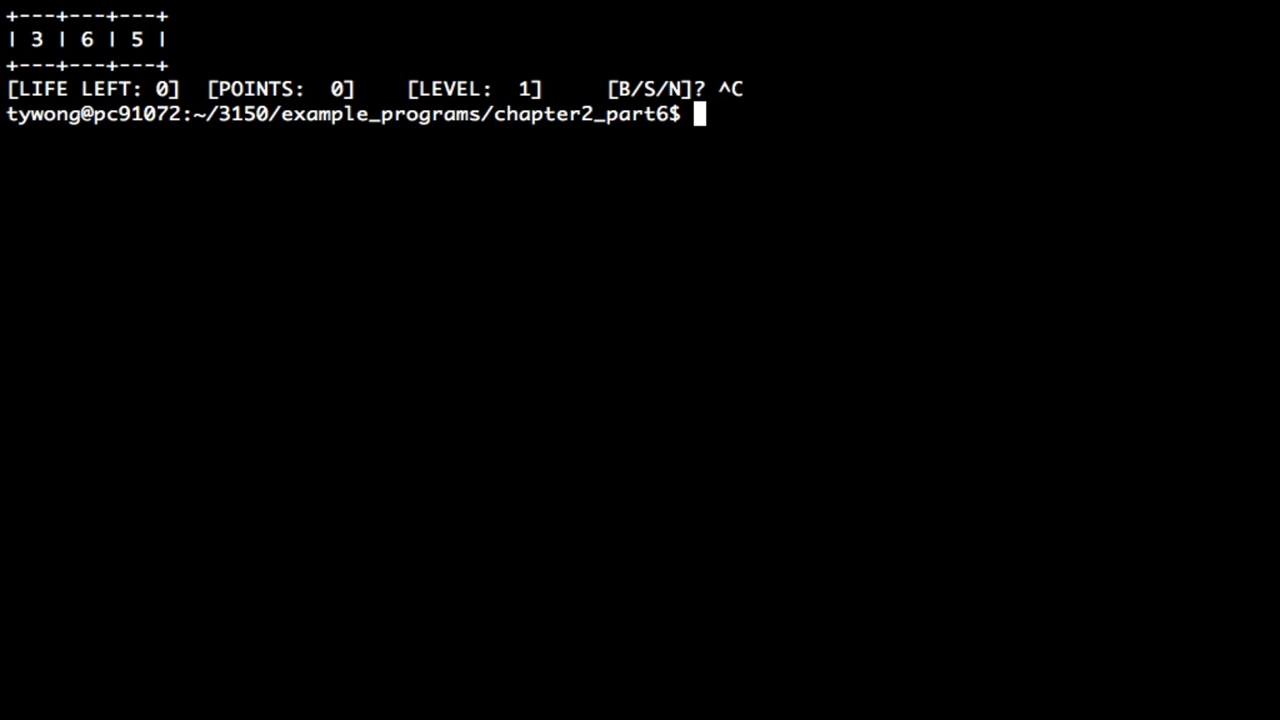 +---+---+---+
| 3 | 6 | 5 |
+---+---+---+
[LIFE LEFT: 0]  [POINTS:  0]    [LEVEL:  1]     [B/S/N]? ^C
tywong@pc91072:~/3150/example_programs/chapter2_part6$